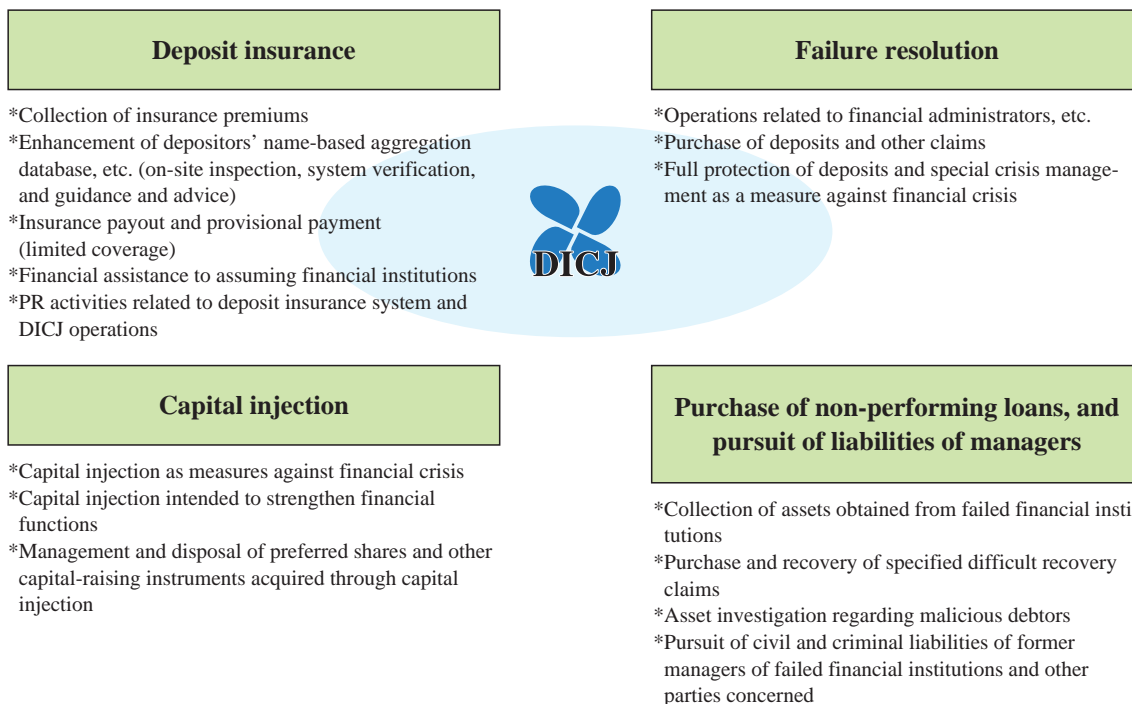 Deposit insurance
*Collection of insurance premiums
*Enhancement of depositors’ name-based aggregation
database, etc. (on-site inspection, system verification,
and guidance and advice)
*Insurance payout and provisional payment
(limited coverage)
*Financial assistance to assuming financial institutions
*PR activities related to deposit insurance system and
DICJ operations
Failure resolution
*Operations related to financial administrators, etc.
*Purchase of deposits and other claims
*Full protection of deposits and special crisis manage-
ment as a measure against financial crisis
DICJ
Capital injection
*Capital injection as measures against financial crisis
*Capital injection intended to strengthen financial
functions
*Management and disposal of preferred shares and other
capital-raising instruments acquired through capital
injection
Purchase of non-performing loans, and
pursuit of liabilities of managers
*Collection of assets obtained from failed financial insti
tutions
*Purchase and recovery of specified difficult recovery
claims
*Asset investigation regarding malicious debtors
*Pursuit of civil and criminal liabilities of former
managers of failed financial institutions and other
parties concerned